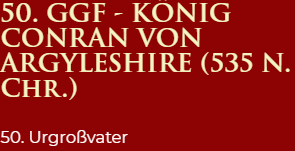 50. GGF - KÖNIG
CONRAN VON
ARGYLESHIRE (535 N.
CHR.)
50. Urgroßvater